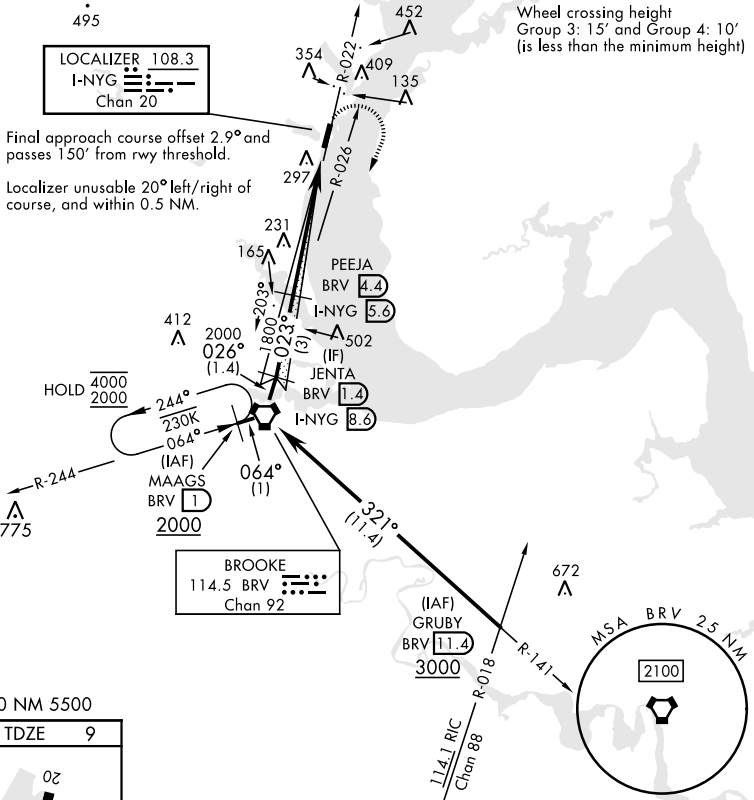 495
452
Wheel crossing height
Group 3: 15' and Group 4: 10'
(is less than the minimum height)
LOCALIZER 108.3
I-NYG
Chan 20
R-022
354
409
135
Final approach course offset 2.9° and
passes 150' from rwy threshold.
297
R-026
Localizer unusable 20° left/right of
course, and within 0.5 NM.
231
165
PEEJA
BRV 4.4
I-NYG 5.6
203°
1800
023°
(3)
412
2000
026°
(1.4)
502
(IF)
JENTA
BRV 1.4
I-NYG 8.6
HOLD 4000
2000
244°
230K
064°
(IAF)
MAAGS
BRV 1
2000
064°
(1)
R-244
775
321°
(11.4)
BROOKE
114.5 BRV
Chan 92
672
(IAF)
GRUBY
BRV 11.4
3000
R-018
R-141
114.1 RIC
Chan 88
MSA BRV 25 NM
2100
0 NM 5500
TDZE 9
20